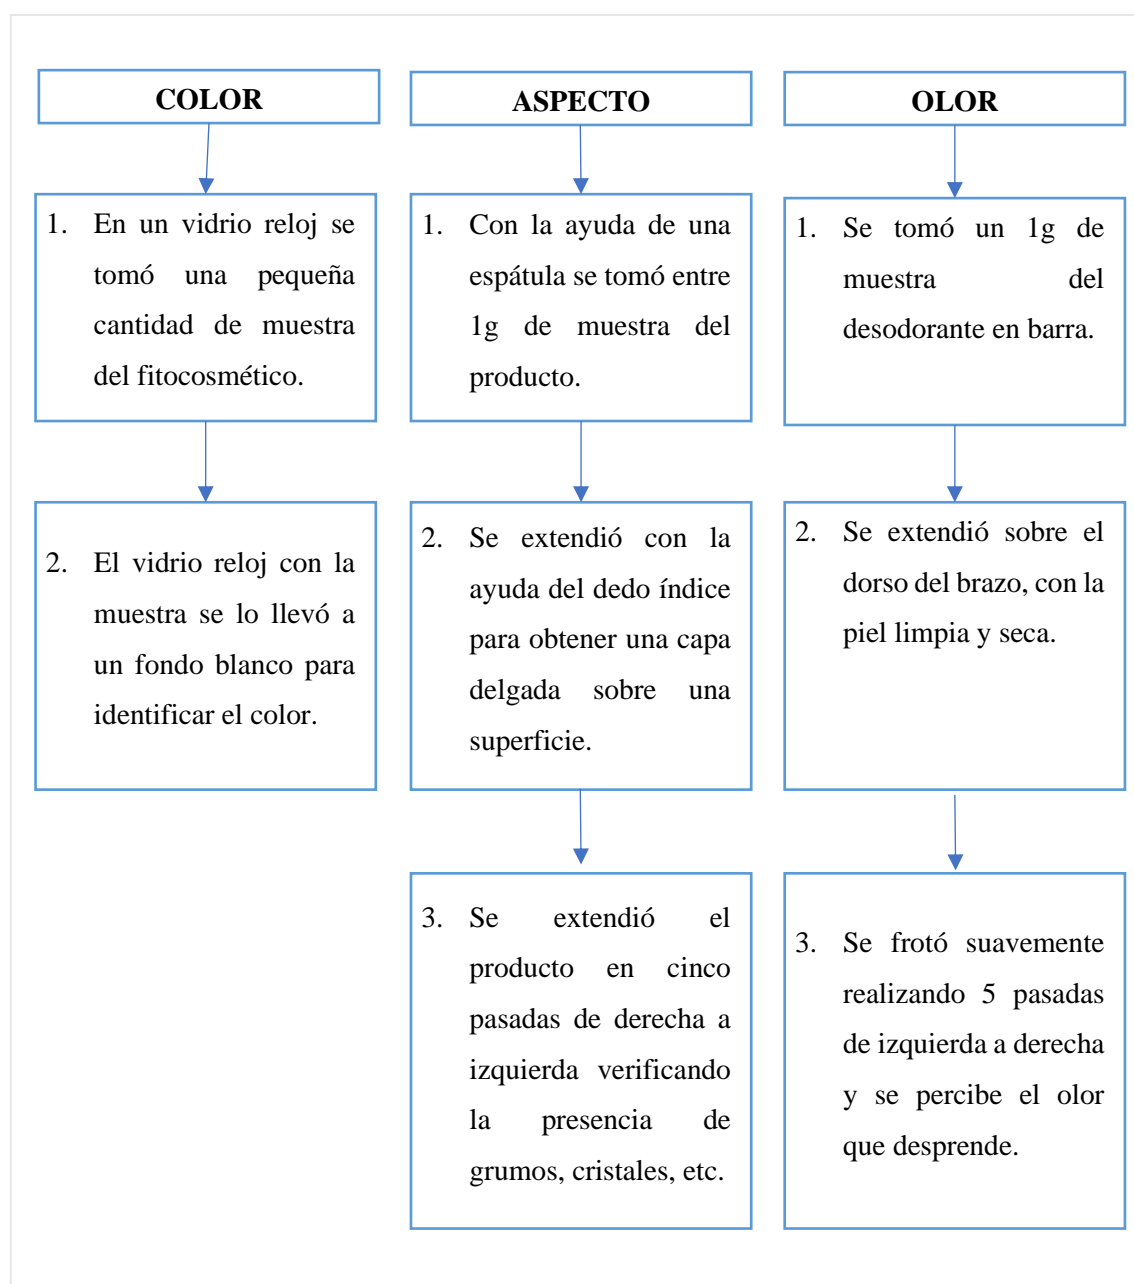 COLOR
1. En un vidrio reloj se
tomó una pequeña
cantidad de muestra
del fitocosmético.
2. El vidrio reloj con la
muestra se lo llevó a
un fondo blanco para
identificar el color.
ASPECTO
1. Con la ayuda de una
espátula se tomó entre
1g de muestra del
producto.
2. Se extendió con la
ayuda del dedo índice
para obtener una capa
delgada sobre una
superficie.
3. Se extendió el
producto en cinco
pasadas de derecha a
izquierda verificando
la presencia de
grumos, cristales, etc.
OLOR
1. Se tomó un 1g de
muestra del
desodorante en barra.
2. Se extendió sobre el
dorso del brazo, con la
piel limpia y seca.
3. Se frotó suavemente
realizando 5 pasadas
de izquierda a derecha
y se percibe el olor
que desprende.